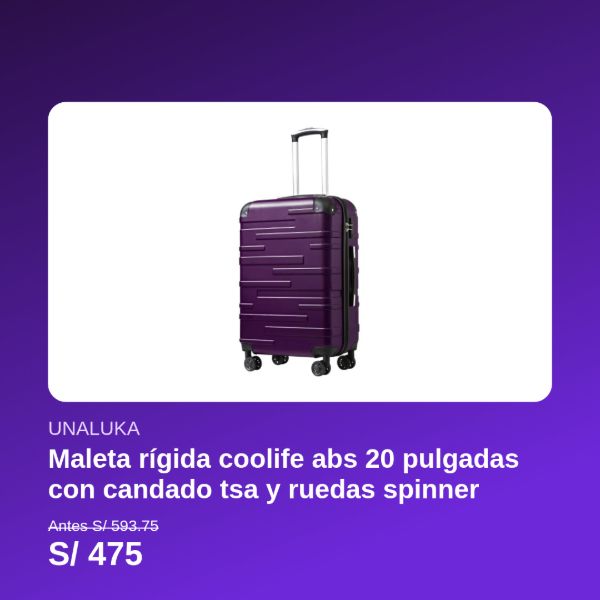 UNALUKA
Maleta rígida coolife abs 20 pulgadas
con candado tsa y ruedas spinner
Antes S/ 593.75
S/ 475